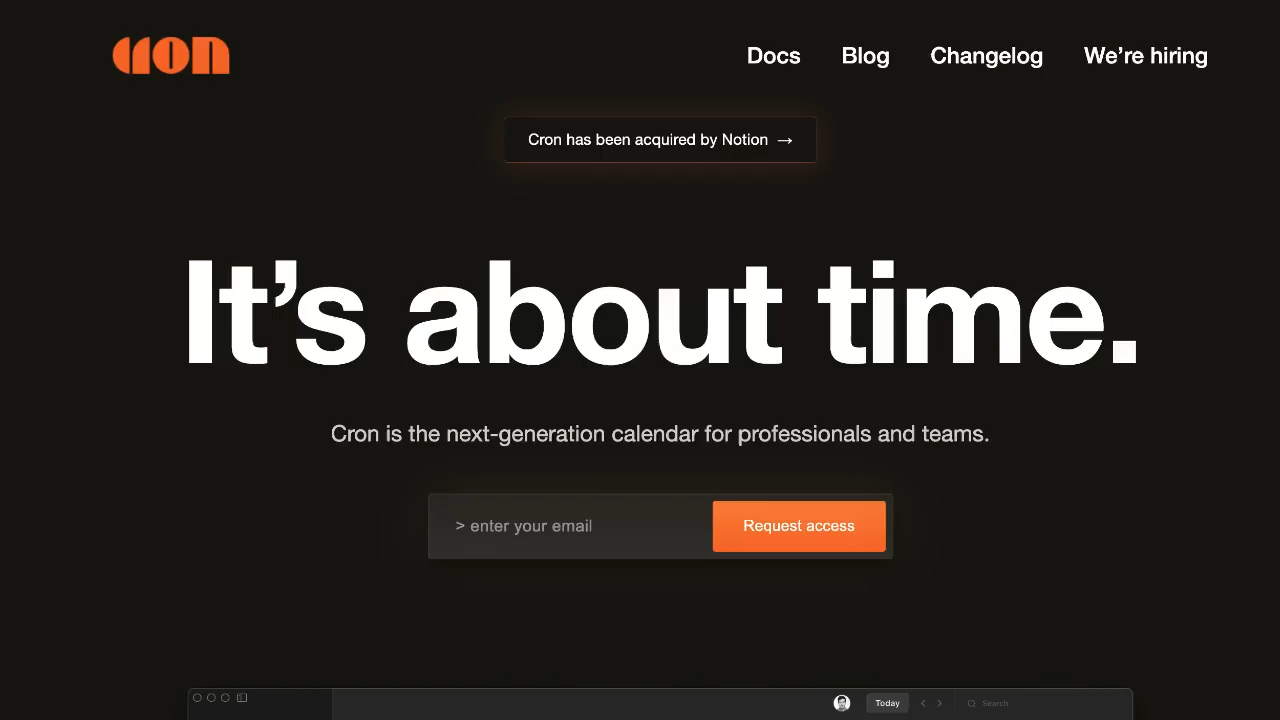 cron
Docs Blog Changelog We’re hiring
Cron has been acquired by Notion →
It’s about time.
Cron is the next-generation calendar for professionals and teams.
> enter your email Request access
Today < > Search